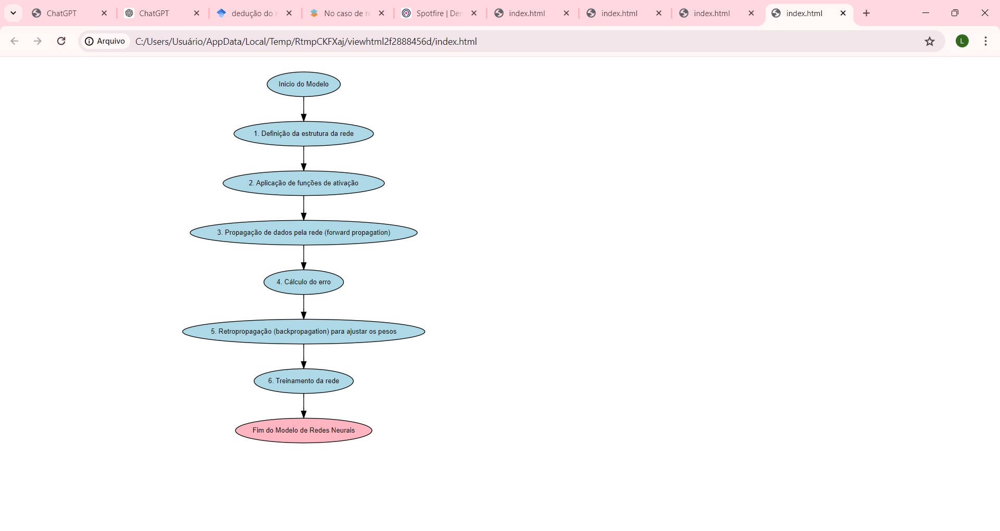 ChatGPT
ChatGPT
dedução do
No caso de re
Spotfire | Den
index.html
index.html
index.html
index.html
Arquivo
C:/Users/Usuário/AppData/Local/Temp/RtmpCKFXaj/viewhtml2f2888456d/index.html
L
Inicio do Modelo
1. Definição da estrutura da rede
2. Aplicação de funções de ativação
3. Propagação de dados pela rede (forward propagation)
4. Cálculo do erro
5. Retropropagação (backpropagation) para ajustar os pesos
6. Treinamento da rede
Fim do Modelo de Redes Neurais